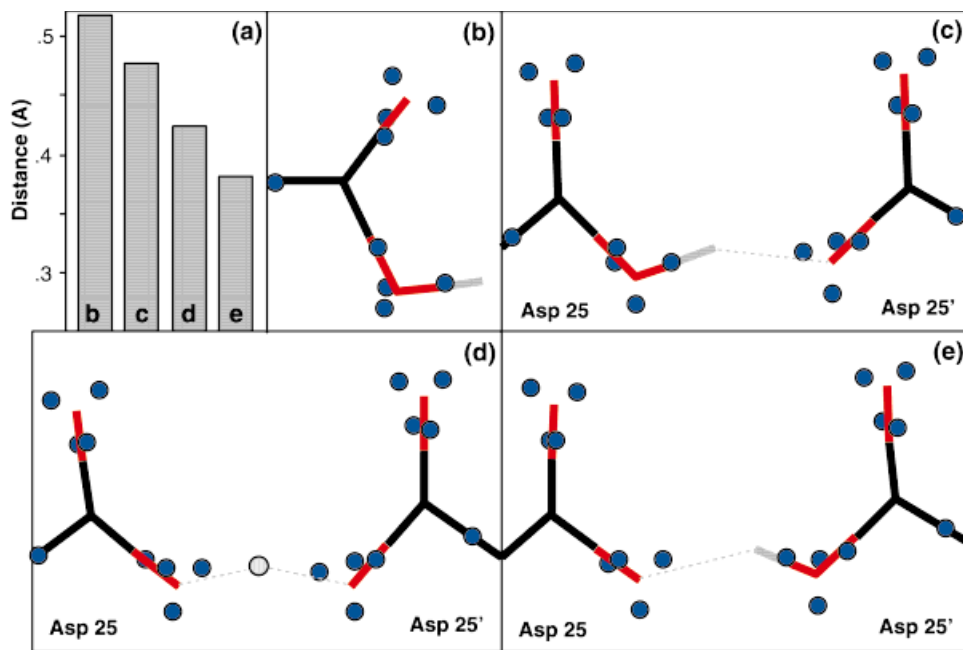 (a)
.5
.4
.3
Distance (A)
b c d e
(b)
(c)
Asp 25 Asp 25'
(d)
Asp 25 Asp 25'
(e)
Asp 25 Asp 25'